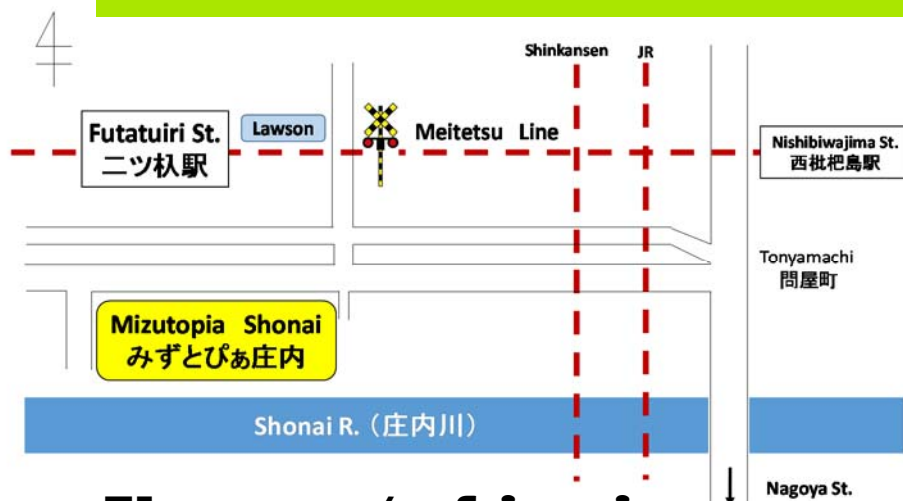 Shinkansen JR
Futatuiri St.
二ツ杁駅
Lawson
Meitetsu Line
Nishibiwajima St.
西枇杷島駅
Tonyamachi
問屋町
Mizutopia Shonai
みずとぴぁ庄内
Shonai R.（庄内川）
Nagoya St.